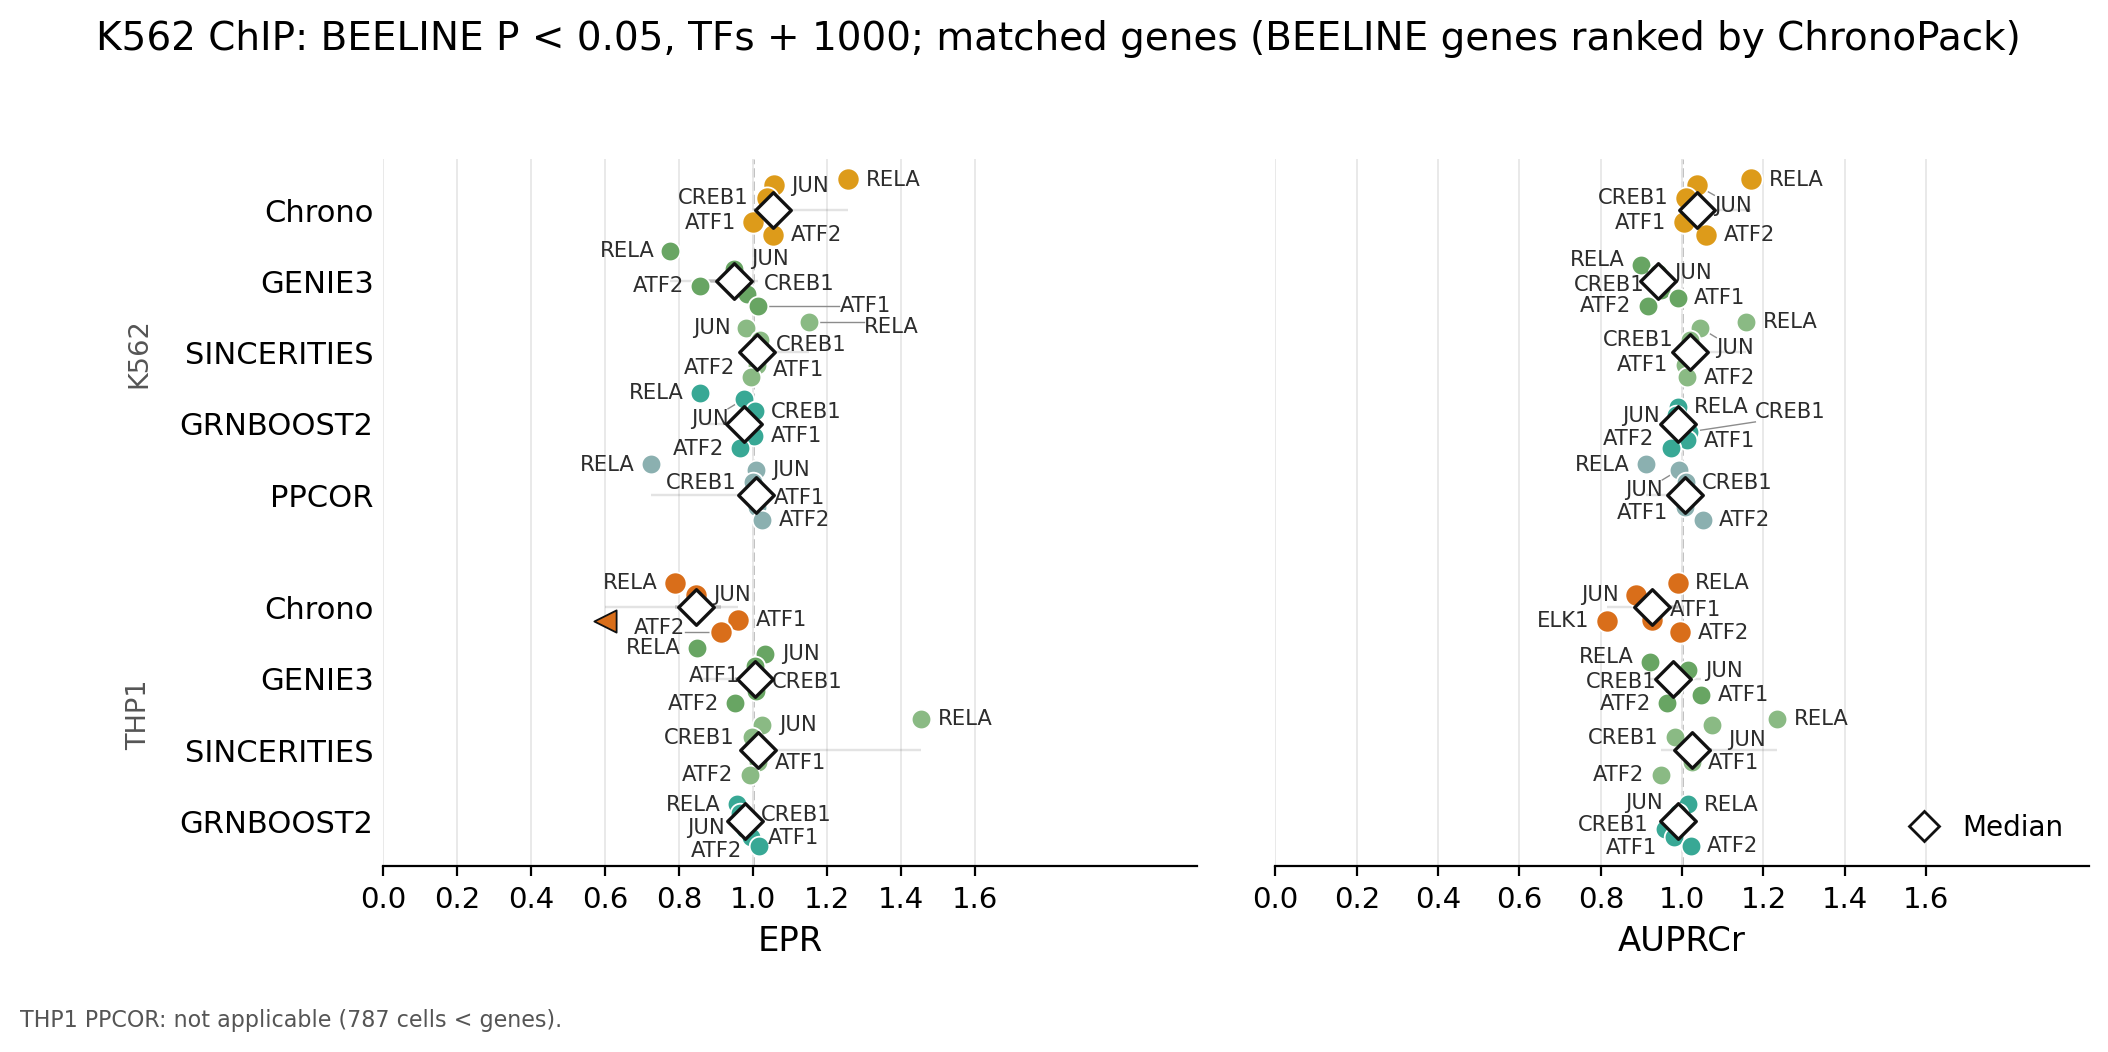 K562 ChIP: BEELINE P < 0.05, TFs + 1000; matched genes (BEELINE genes ranked by ChronoPack)
K562
Chrono
CREB1 JUN RELA
ATF1 ATF2
GENIE3
RELA JUN
ATF2 CREB1
ATF1
SINCERITIES
JUN RELA
CREB1
ATF2 ATF1
GRNBOOST2
RELA
JUN CREB1
ATF2 ATF1
PPCOR
RELA JUN
CREB1 ATF1
ATF2
THP1
Chrono
RELA JUN
ATF2 ATF1
GENIE3
RELA JUN
ATF1 CREB1
ATF2
SINCERITIES
JUN RELA
CREB1
ATF2 ATF1
GRNBOOST2
RELA CREB1
JUN ATF1
ATF2
0.0 0.2 0.4 0.6 0.8 1.0 1.2 1.4 1.6
EPR
CREB1 RELA
JUN
ATF1 ATF2
RELA JUN
CREB1
ATF2 ATF1
RELA
CREB1 JUN
ATF1 ATF2
JUN RELA CREB1
ATF2 ATF1
RELA
JUN CREB1
ATF1 ATF2
JUN RELA
ATF1
ELK1 ATF2
RELA JUN
CREB1
ATF2 ATF1
RELA
CREB1 JUN
ATF2 ATF1
JUN RELA
CREB1
ATF1 ATF2
Median
0.0 0.2 0.4 0.6 0.8 1.0 1.2 1.4 1.6
AUPRCr
THP1 PPCOR: not applicable (787 cells < genes).